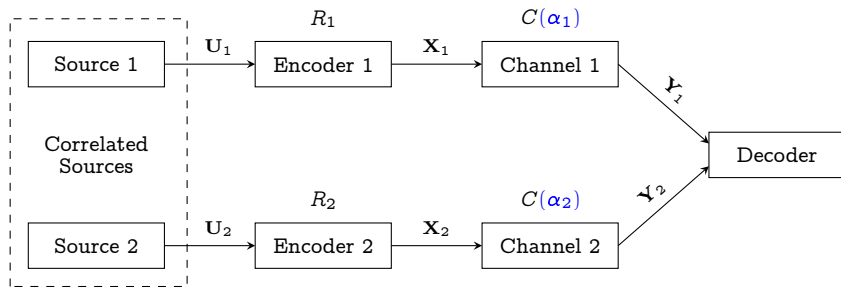 R₁
C(α₁)
Source 1
U₁
Encoder 1
X₁
Channel 1
Y₁
Correlated
Sources
Decoder
R₂
C(α₂)
Y₂
Source 2
U₂
Encoder 2
X₂
Channel 2